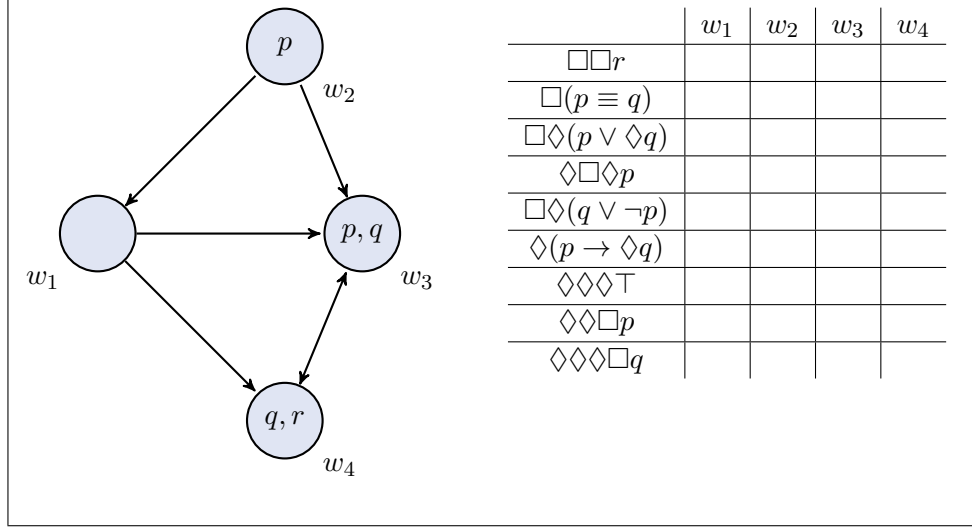 p
w₂
p, q
w₁
w₃
q, r
w₄
w₁ w₂ w₃ w₄
□□r
□(p ≡ q)
□◊(p ∨ ◊q)
◊□◊p
□◊(q ∨ ¬p)
◊(p → ◊q)
◊◊◊⊤
◊◊□p
◊◊◊□q